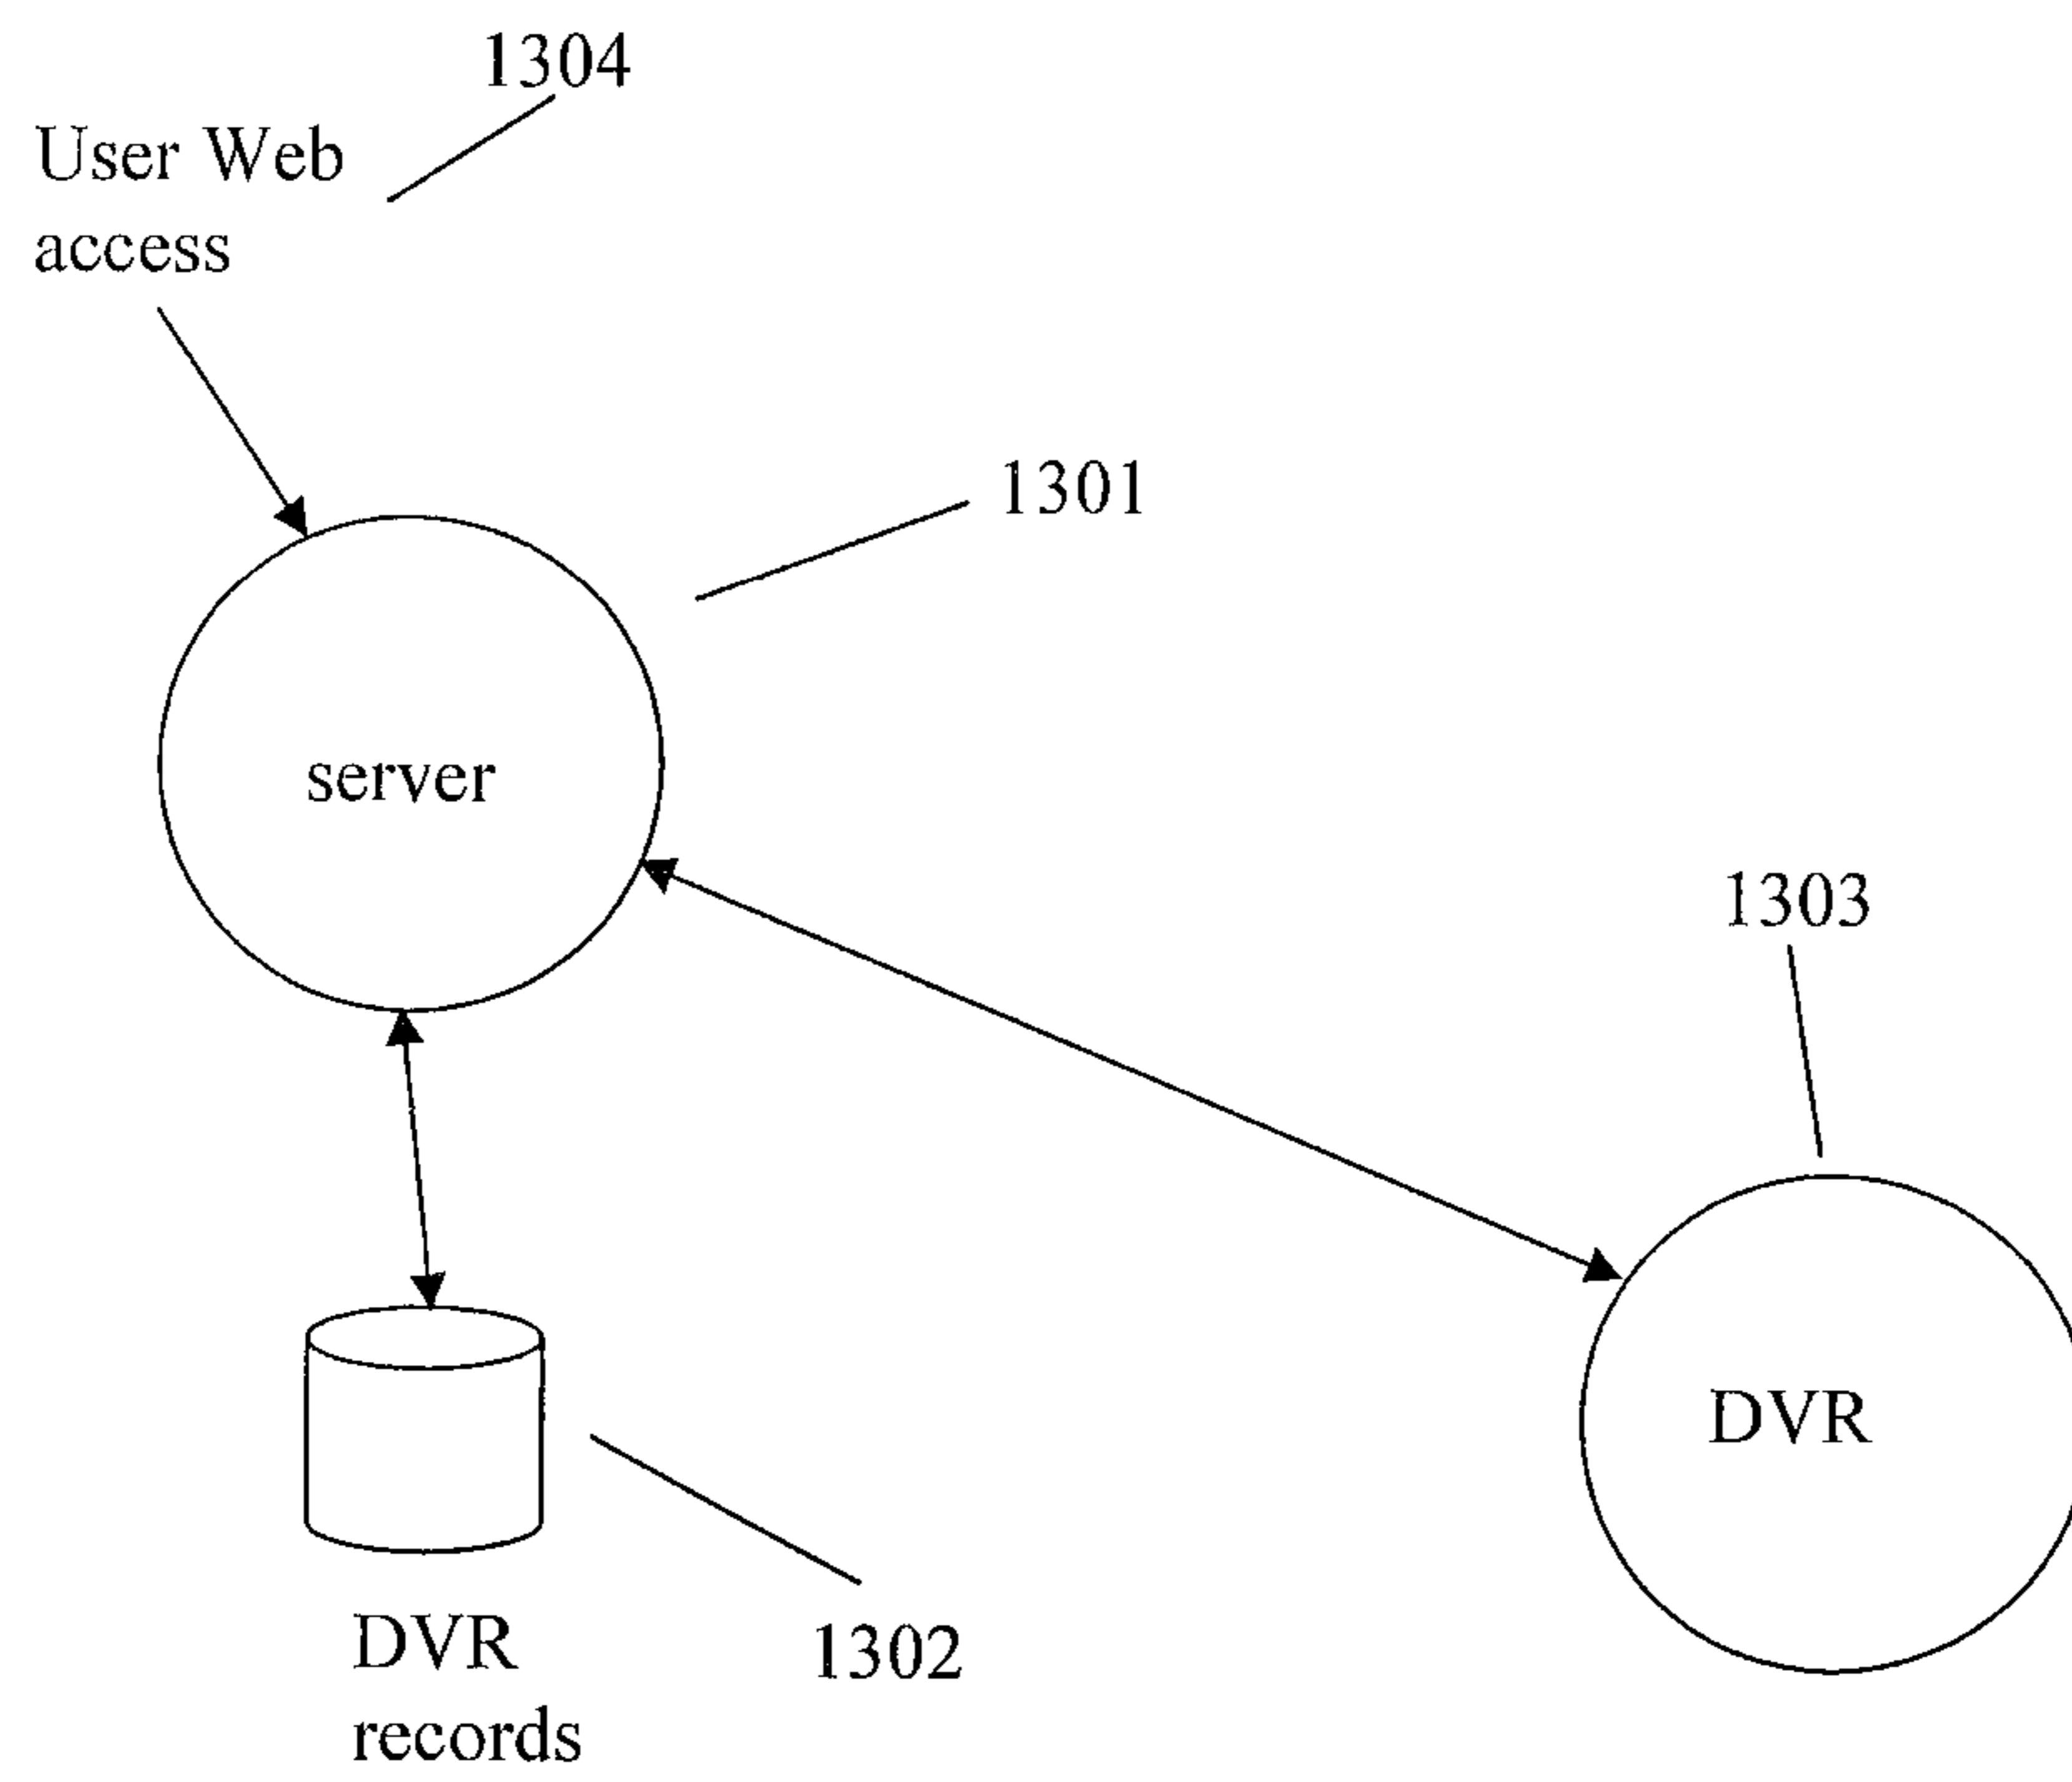 1304
User Web
access
1301
server
1303
DVR
DVR
records
1302